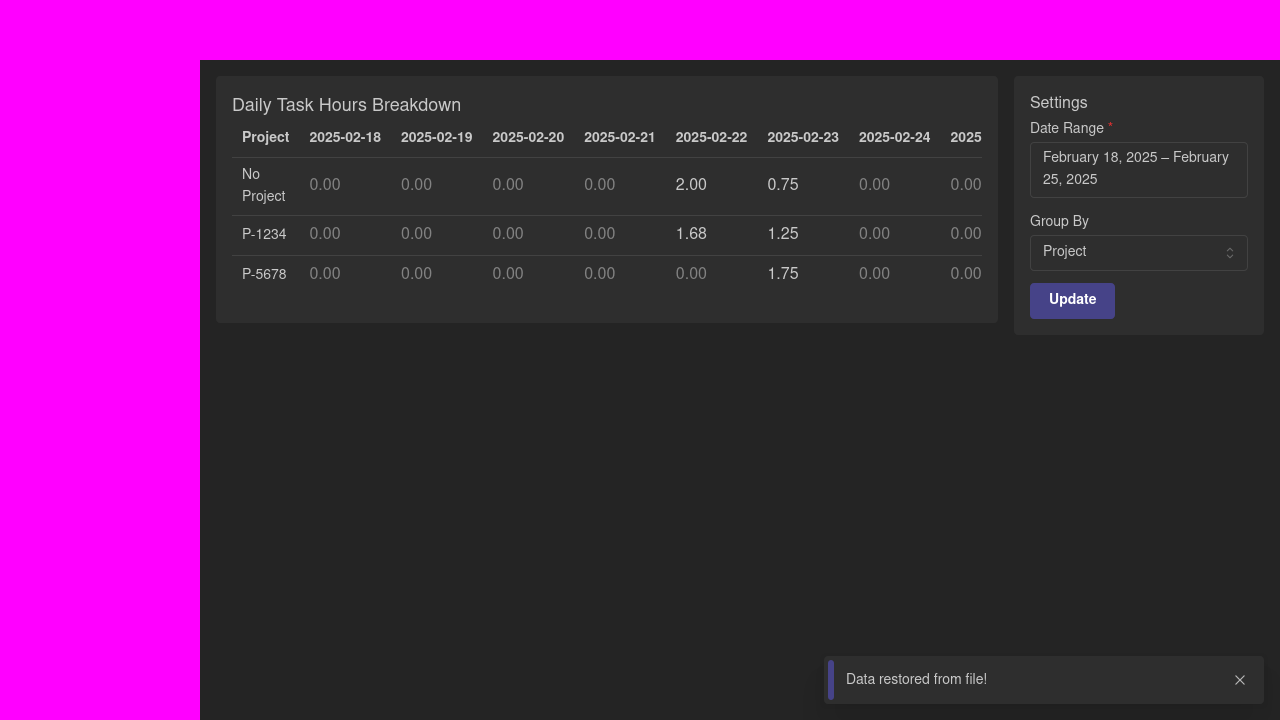 Daily Task Hours Breakdown
Project 2025-02-18 2025-02-19 2025-02-20 2025-02-21 2025-02-22 2025-02-23 2025-02-24 2025
No
Project 0.00 0.00 0.00 0.00 2.00 0.75 0.00 0.00
P-1234 0.00 0.00 0.00 0.00 1.68 1.25 0.00 0.00
P-5678 0.00 0.00 0.00 0.00 0.00 1.75 0.00 0.00
Settings
Date Range *
February 18, 2025 – February
25, 2025
Group By
Project
Update
Data restored from file!